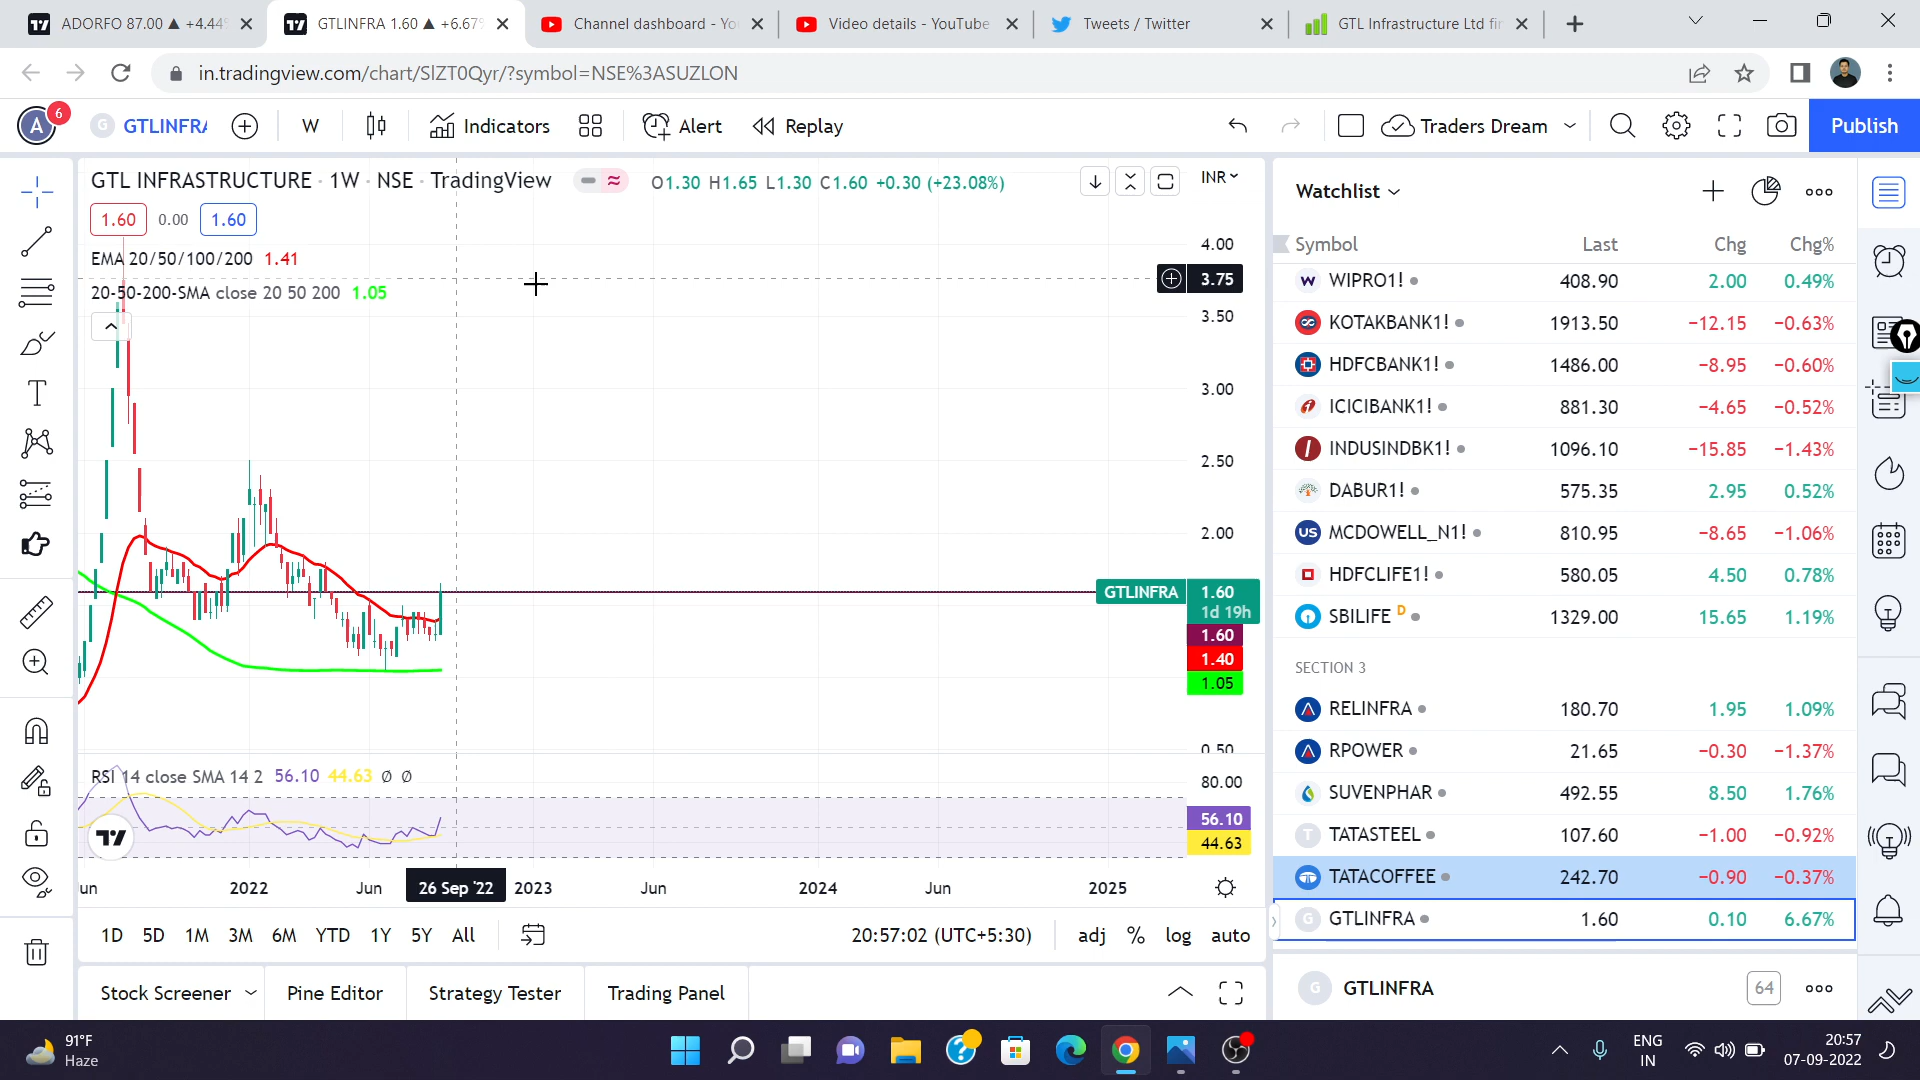 ADORFO 87.00 ▲ +4.44
GTLINFRA 1.60 ▲ +6.67%
Channel dashboard - Yo
Video details - YouTube
Tweets / Twitter
GTL Infrastructure Ltd fin
in.tradingview.com/chart/SlZT0Qyr/?symbol=NSE%3ASUZLON
A 6 G GTLINFRA W Indicators Alert Replay Traders Dream Publish
GTL INFRASTRUCTURE · 1W · NSE · TradingView O1.30 H1.65 L1.30 C1.60 +0.30 (+23.08%) INR
1.60 0.00 1.60
EMA 20/50/100/200 1.41
20-50-200-SMA close 20 50 200 1.05
4.00
3.75
3.50
3.00
2.50
2.00
GTLINFRA 1.60
1d 19h
1.60
1.40
1.05
0.50
RSI 14 close SMA 14 2 56.10 44.63 Ø Ø
80.00
56.10
44.63
un 2022 Jun 26 Sep '22 2023 Jun 2024 Jun 2025
1D 5D 1M 3M 6M YTD 1Y 5Y All 20:57:02 (UTC+5:30) adj % log auto
Stock Screener Pine Editor Strategy Tester Trading Panel
Watchlist
Symbol Last Chg Chg%
WIPRO1! 408.90 2.00 0.49%
KOTAKBANK1! 1913.50 −12.15 −0.63%
HDFCBANK1! 1486.00 −8.95 −0.60%
ICICIBANK1! 881.30 −4.65 −0.52%
INDUSINDBK1! 1096.10 −15.85 −1.43%
DABUR1! 575.35 2.95 0.52%
US MCDOWELL_N1! 810.95 −8.65 −1.06%
HDFCLIFE1! 580.05 4.50 0.78%
SBILIFE D 1329.00 15.65 1.19%
SECTION 3
RELINFRA 180.70 1.95 1.09%
RPOWER 21.65 −0.30 −1.37%
SUVENPHAR 492.55 8.50 1.76%
T TATASTEEL 107.60 −1.00 −0.92%
TATACOFFEE 242.70 −0.90 −0.37%
G GTLINFRA 1.60 0.10 6.67%
G GTLINFRA 64
91°F
Haze
ENG
IN
20:57
07-09-2022